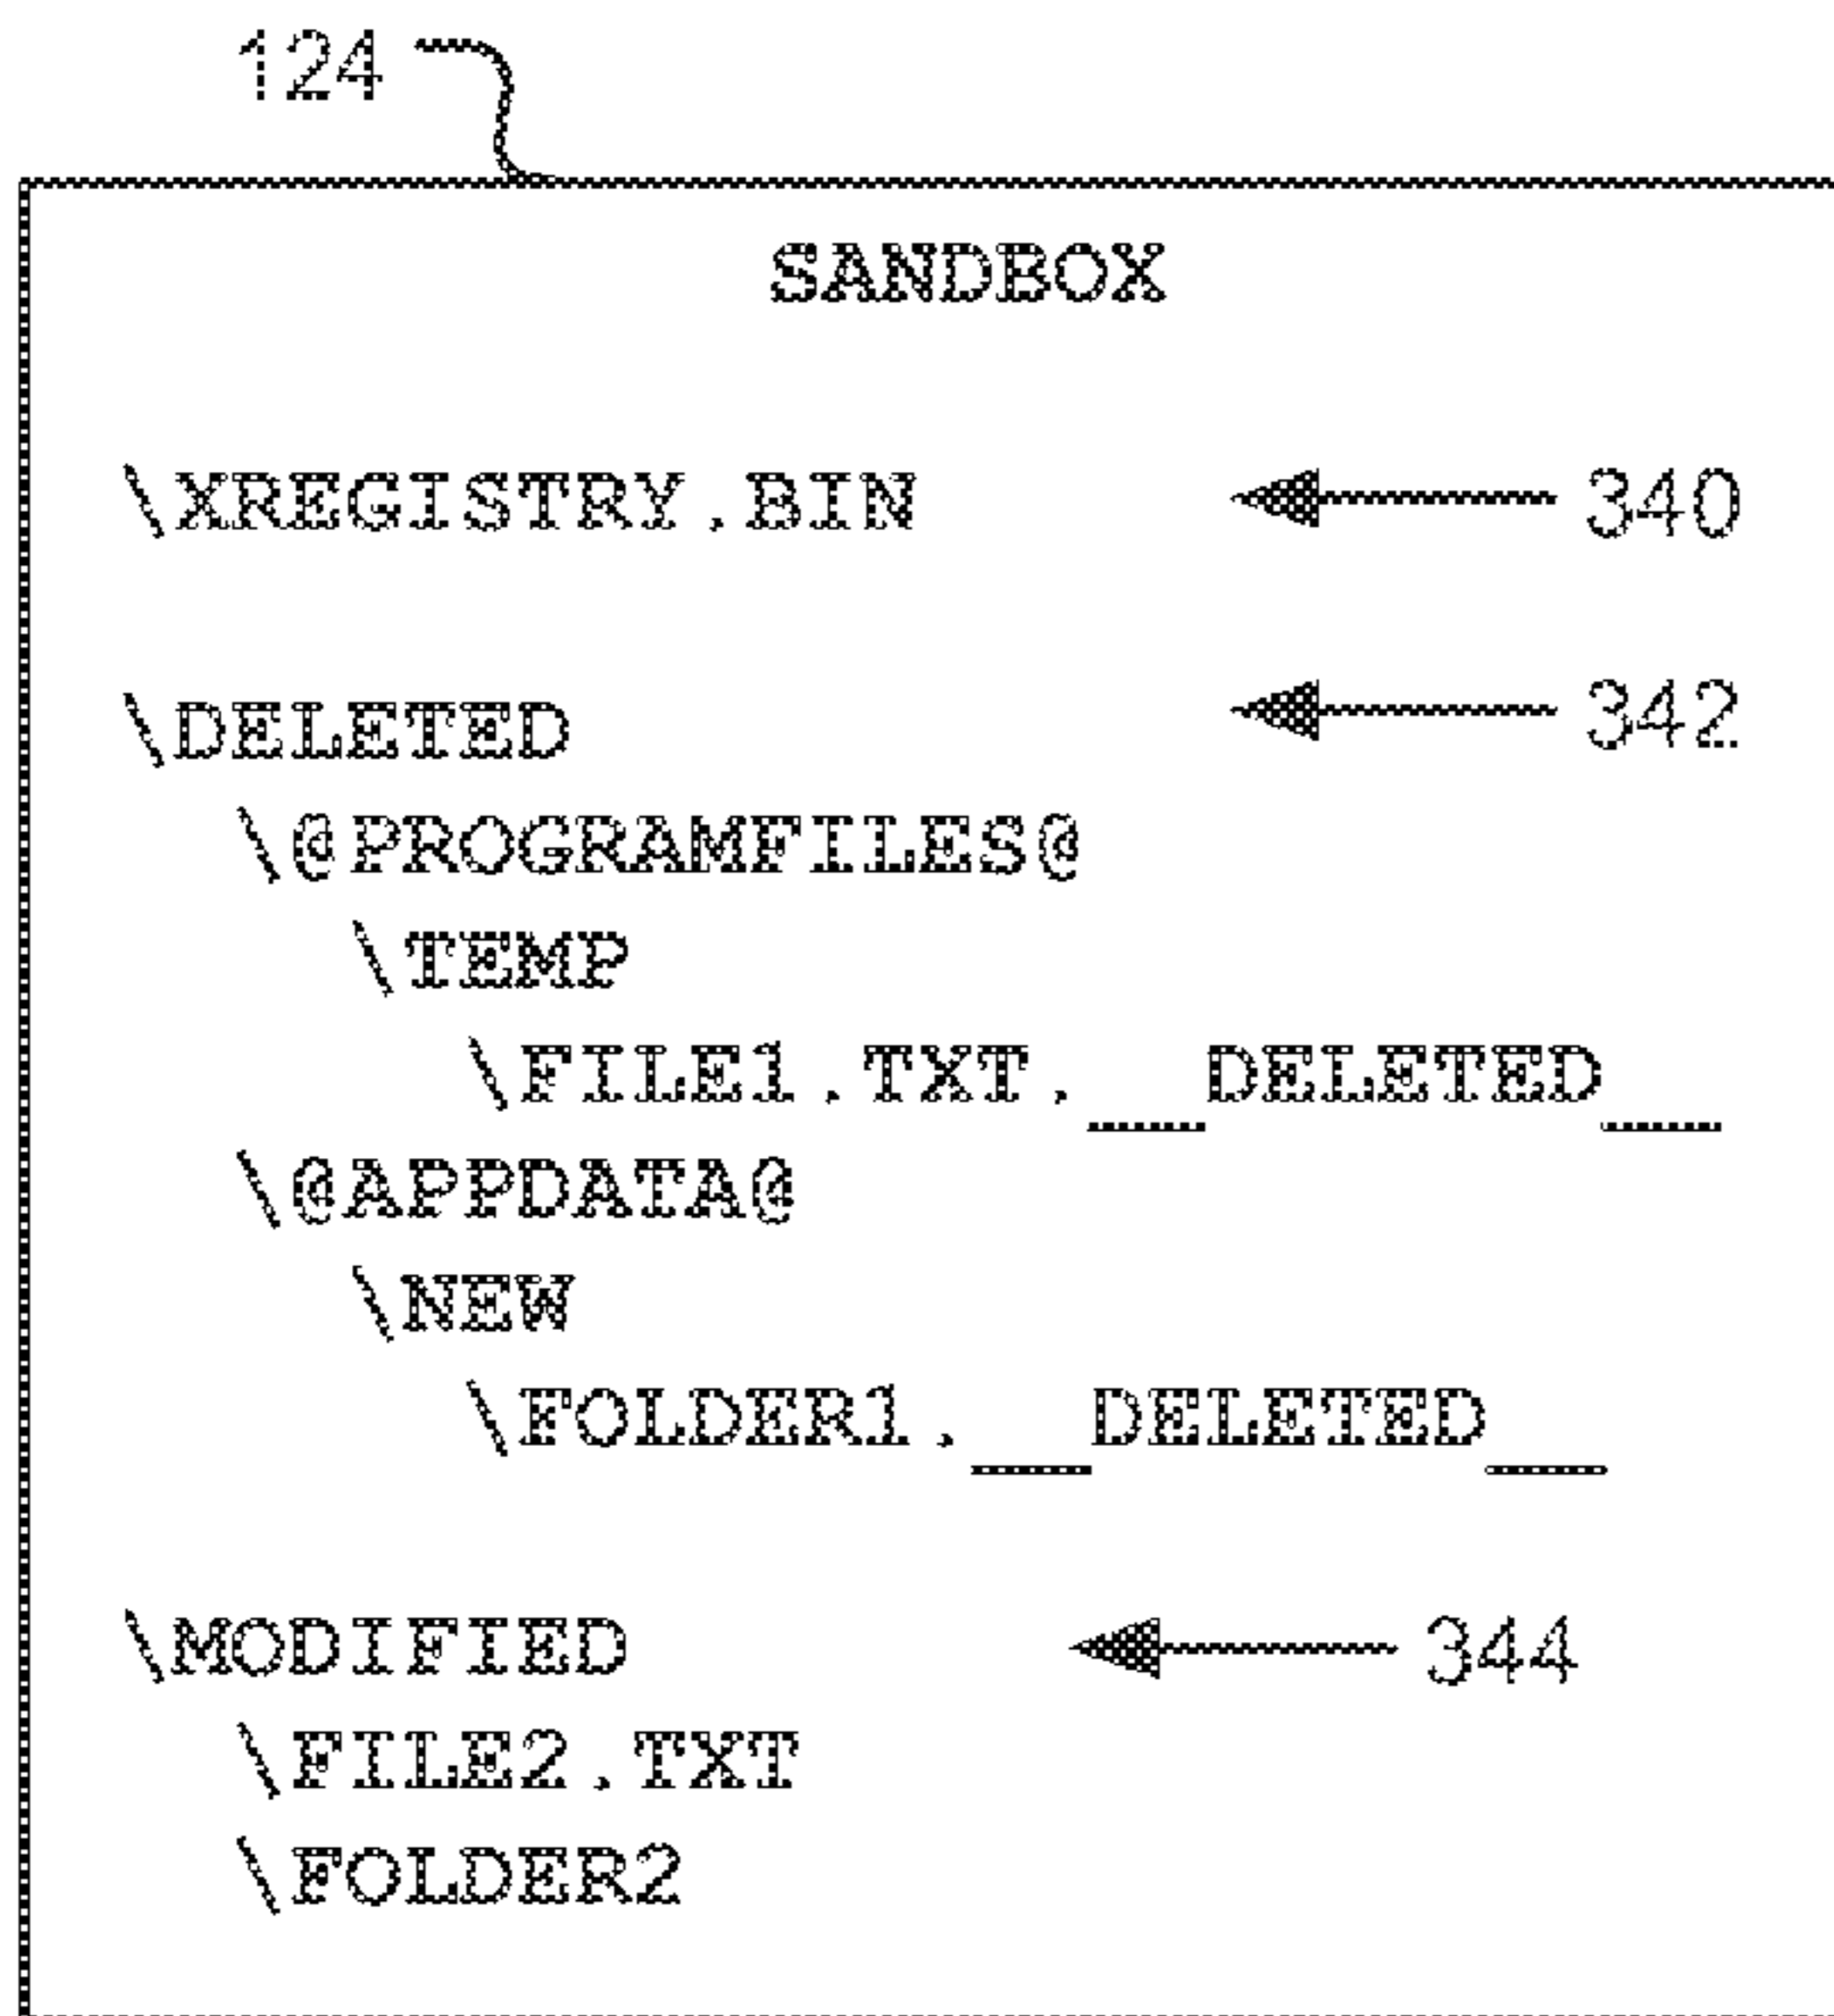 124
SANDBOX
\XREGISTRY.BIN 340
\DELETED 342
\@PROGRAMFILES@
\TEMP
\FILE1.TXT.__DELETED__
\@APPDATA@
\NEW
\FOLDER1.__DELETED__
\MODIFIED 344
\FILE2.TXT
\FOLDER2